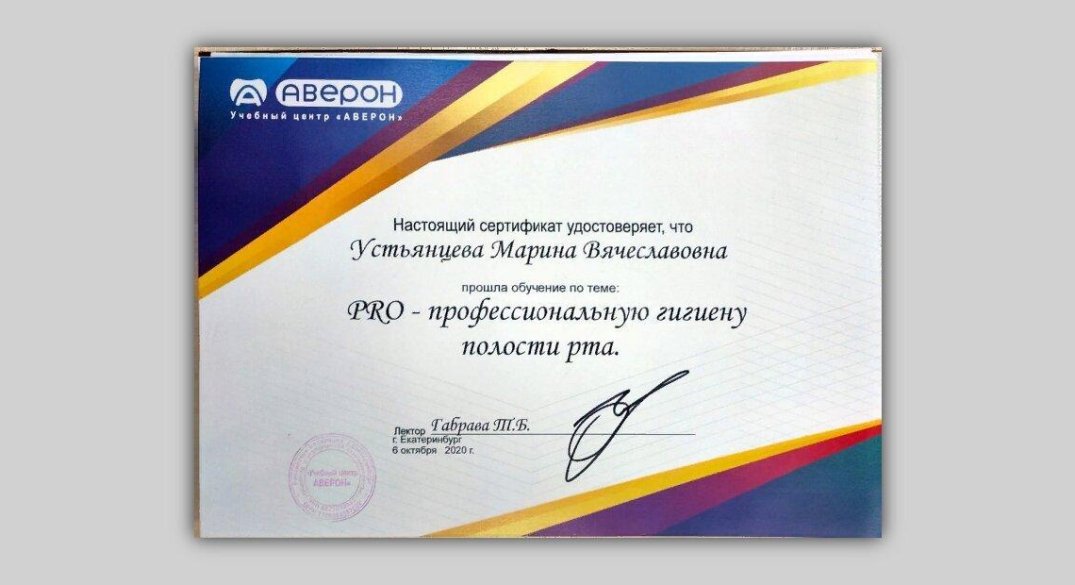 АВЕРОН
Учебный центр «АВЕРОН»
Настоящий сертификат удостоверяет, что
Устьянцева Марина Вячеславовна
прошла обучение по теме:
PRO - профессиональную гигиену
полости рта.
Лектор Габрава Т.Б.
г. Екатеринбург
6 октября 2020 г.
Учебный центр
АВЕРОН»